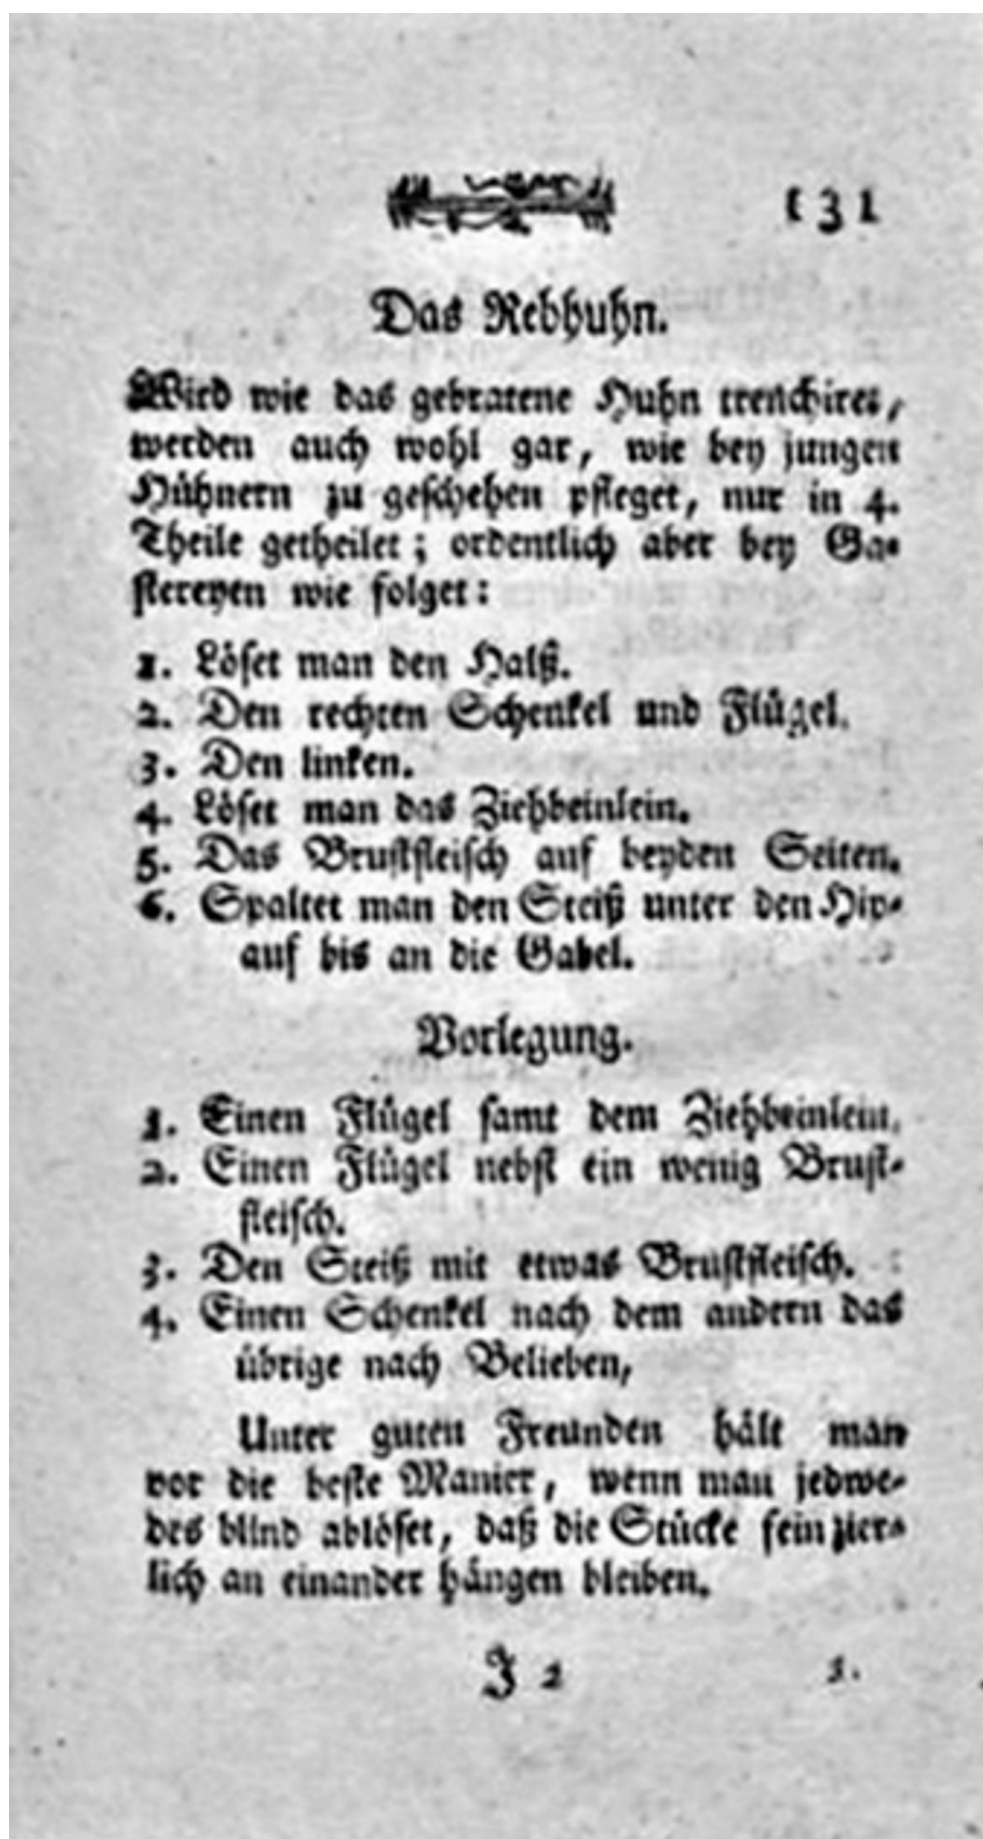 131
Das Rebhuhn.
Wird wie das gebratene Huhn trenchiret,
werden auch wohl gar, wie bey jungen
Hühnern zu geschehen pfleget, nur in 4.
Theile getheilet; ordentlich aber bey Ga-
stereyen wie folget:
1. Löset man den Halß.
2. Den rechten Schenkel und Flügel.
3. Den linken.
4. Löset man das Ziehbeinlein.
5. Das Brustfleisch auf beyden Seiten.
6. Spaltet man den Steiß unter den
auf bis an die Gabel.
Vorlegung.
1. Einen Flügel samt dem Ziehbeinlein.
2. Einen Flügel nebst ein wenig Brust-
fleisch.
3. Den Steiß mit etwas Brustfleisch.
4. Einen Schenkel nach dem andern das
übrige nach Belieben,
Unter guten Freunden hält man
vor die beste Manier, wenn man jedwe-
des blind ablöset, daß die Stücke fein zier-
lich an einander hängen bleiben.
J 2